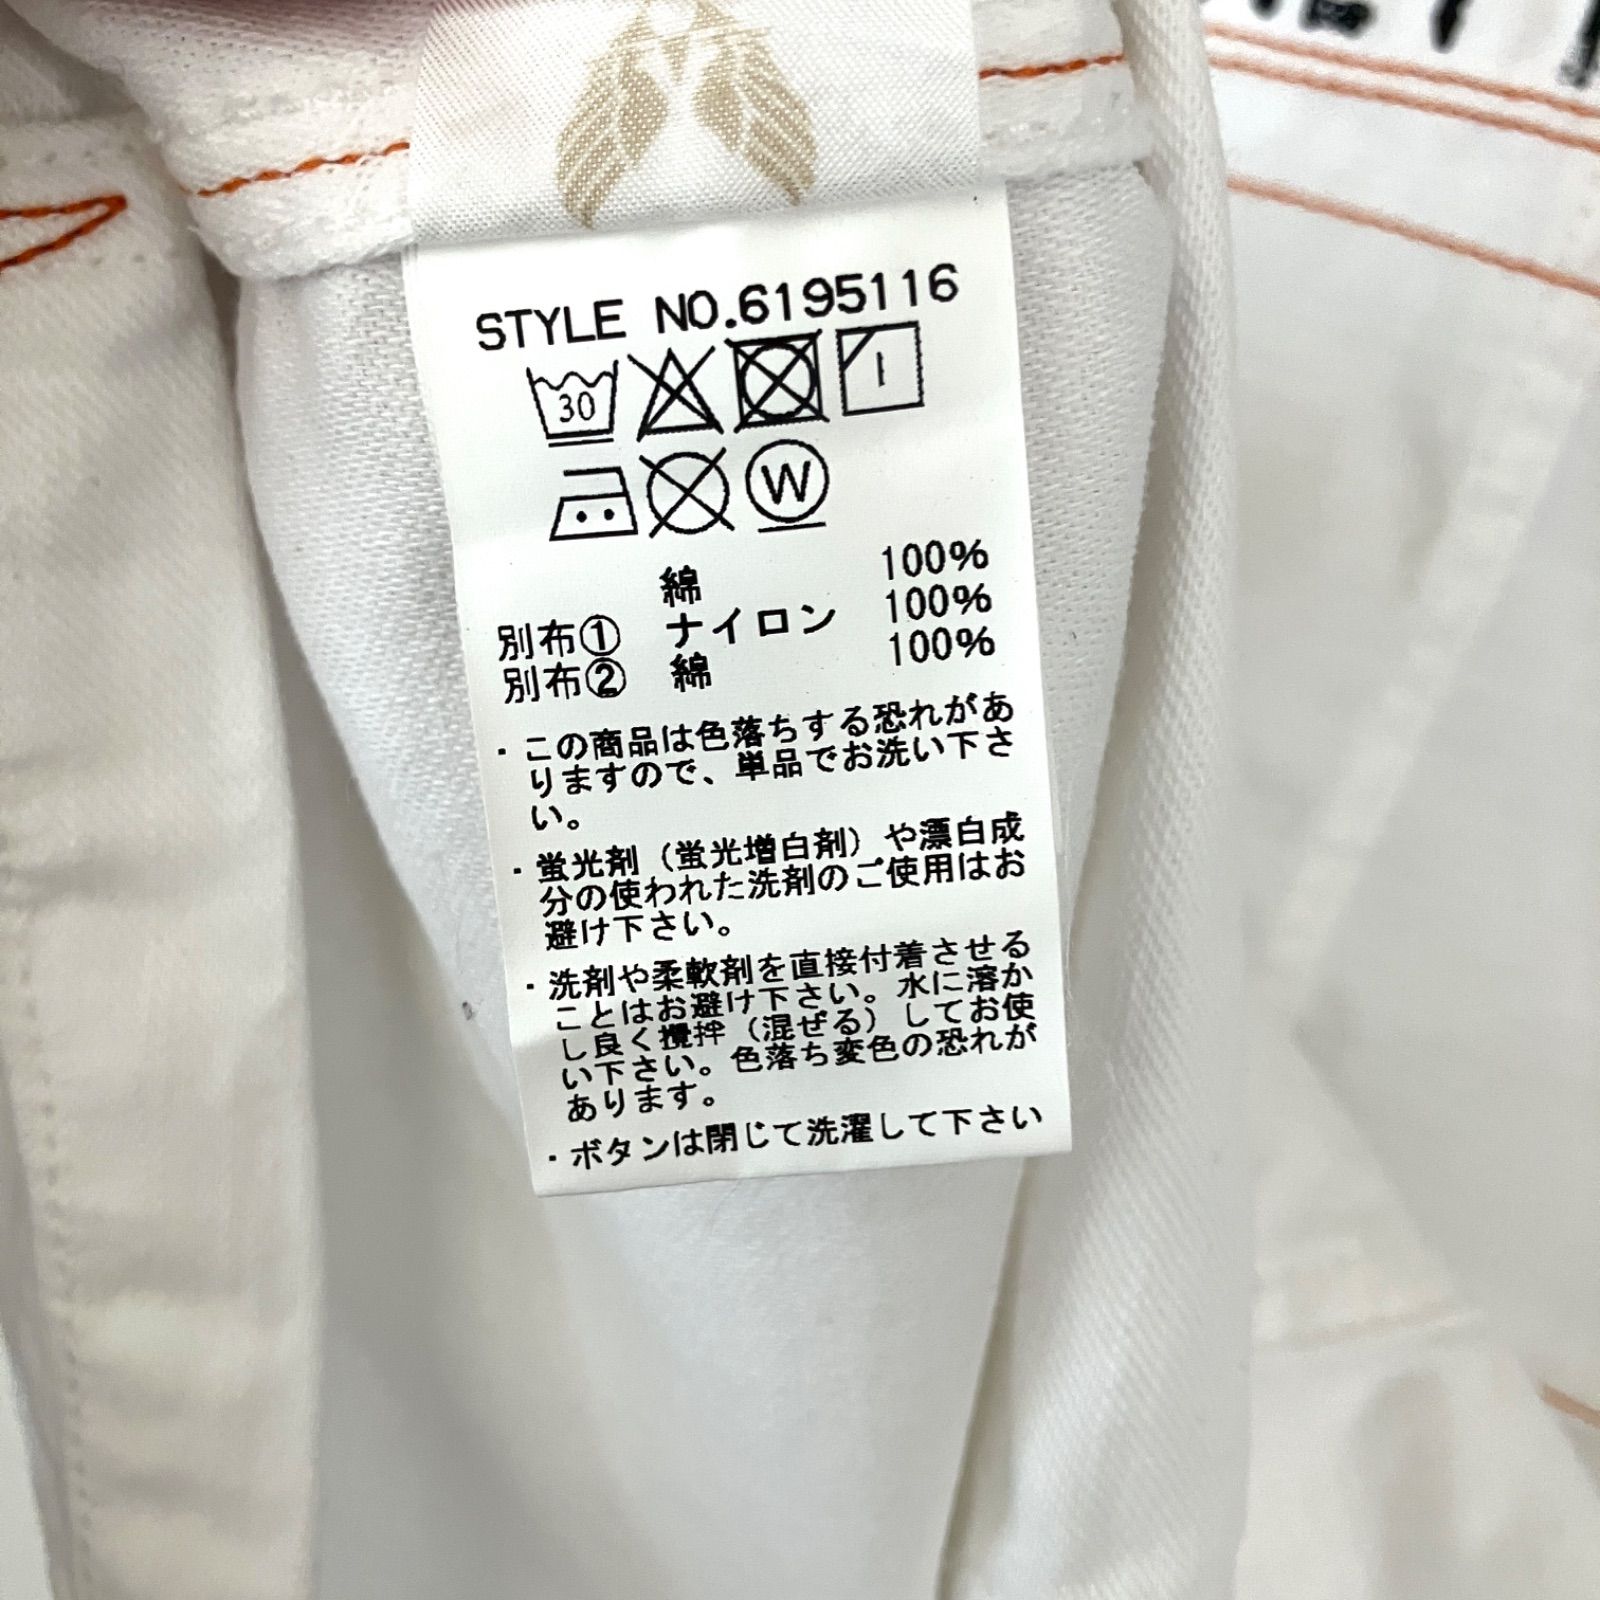 STYLE NO.6195116
30
W
綿 100%
別布① ナイロン 100%
別布② 綿 100%
・この商品は色落ちする恐れがあ
りますので、単品でお洗い下さ
い。
・蛍光剤（蛍光増白剤）や漂白成
分の使われた洗剤のご使用はお
避け下さい。
・洗剤や柔軟剤を直接付着させる
ことはお避け下さい。水に溶か
し良く攪拌（混ぜる）してお使
い下さい。色落ち変色の恐れが
あります。
・ボタンは閉じて洗濯して下さい